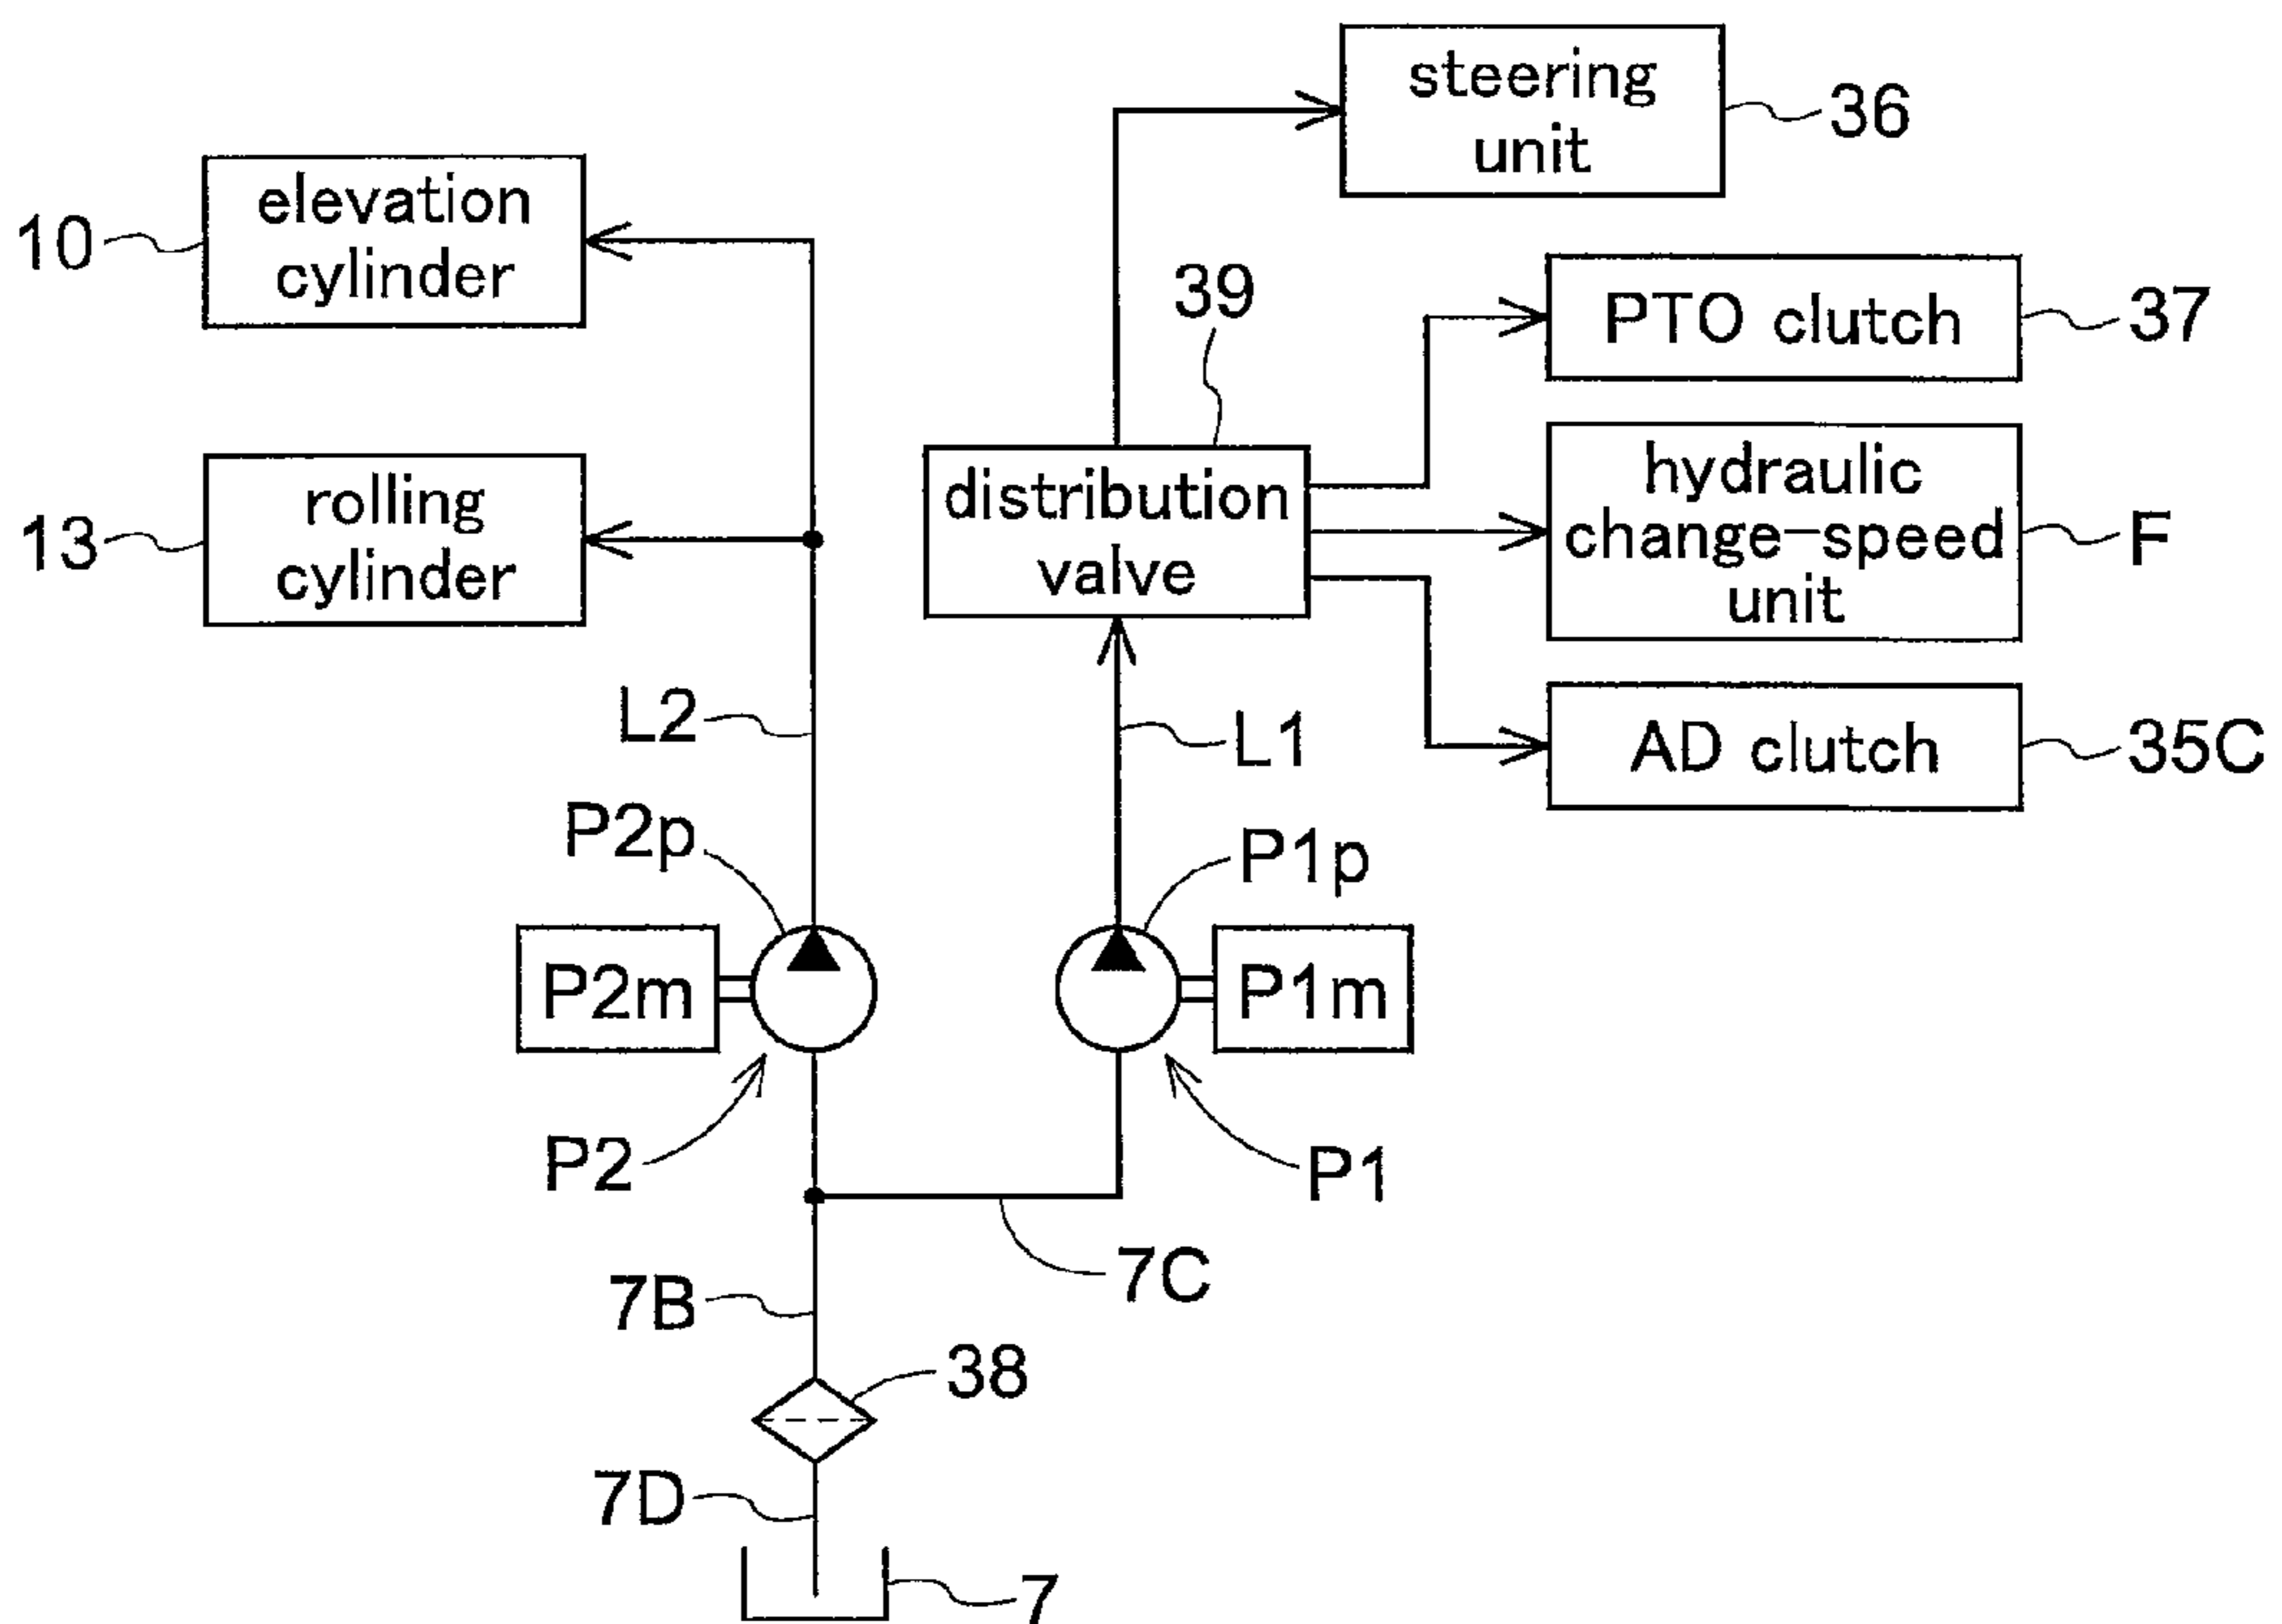 steering
unit
36
elevation
cylinder
10
39
PTO clutch
37
rolling
cylinder
13
distribution
valve
hydraulic
change-speed
unit
F
L2
L1
AD clutch
35C
P2p
P1p
P2m
P1m
P2
P1
7B
7C
38
7D
7